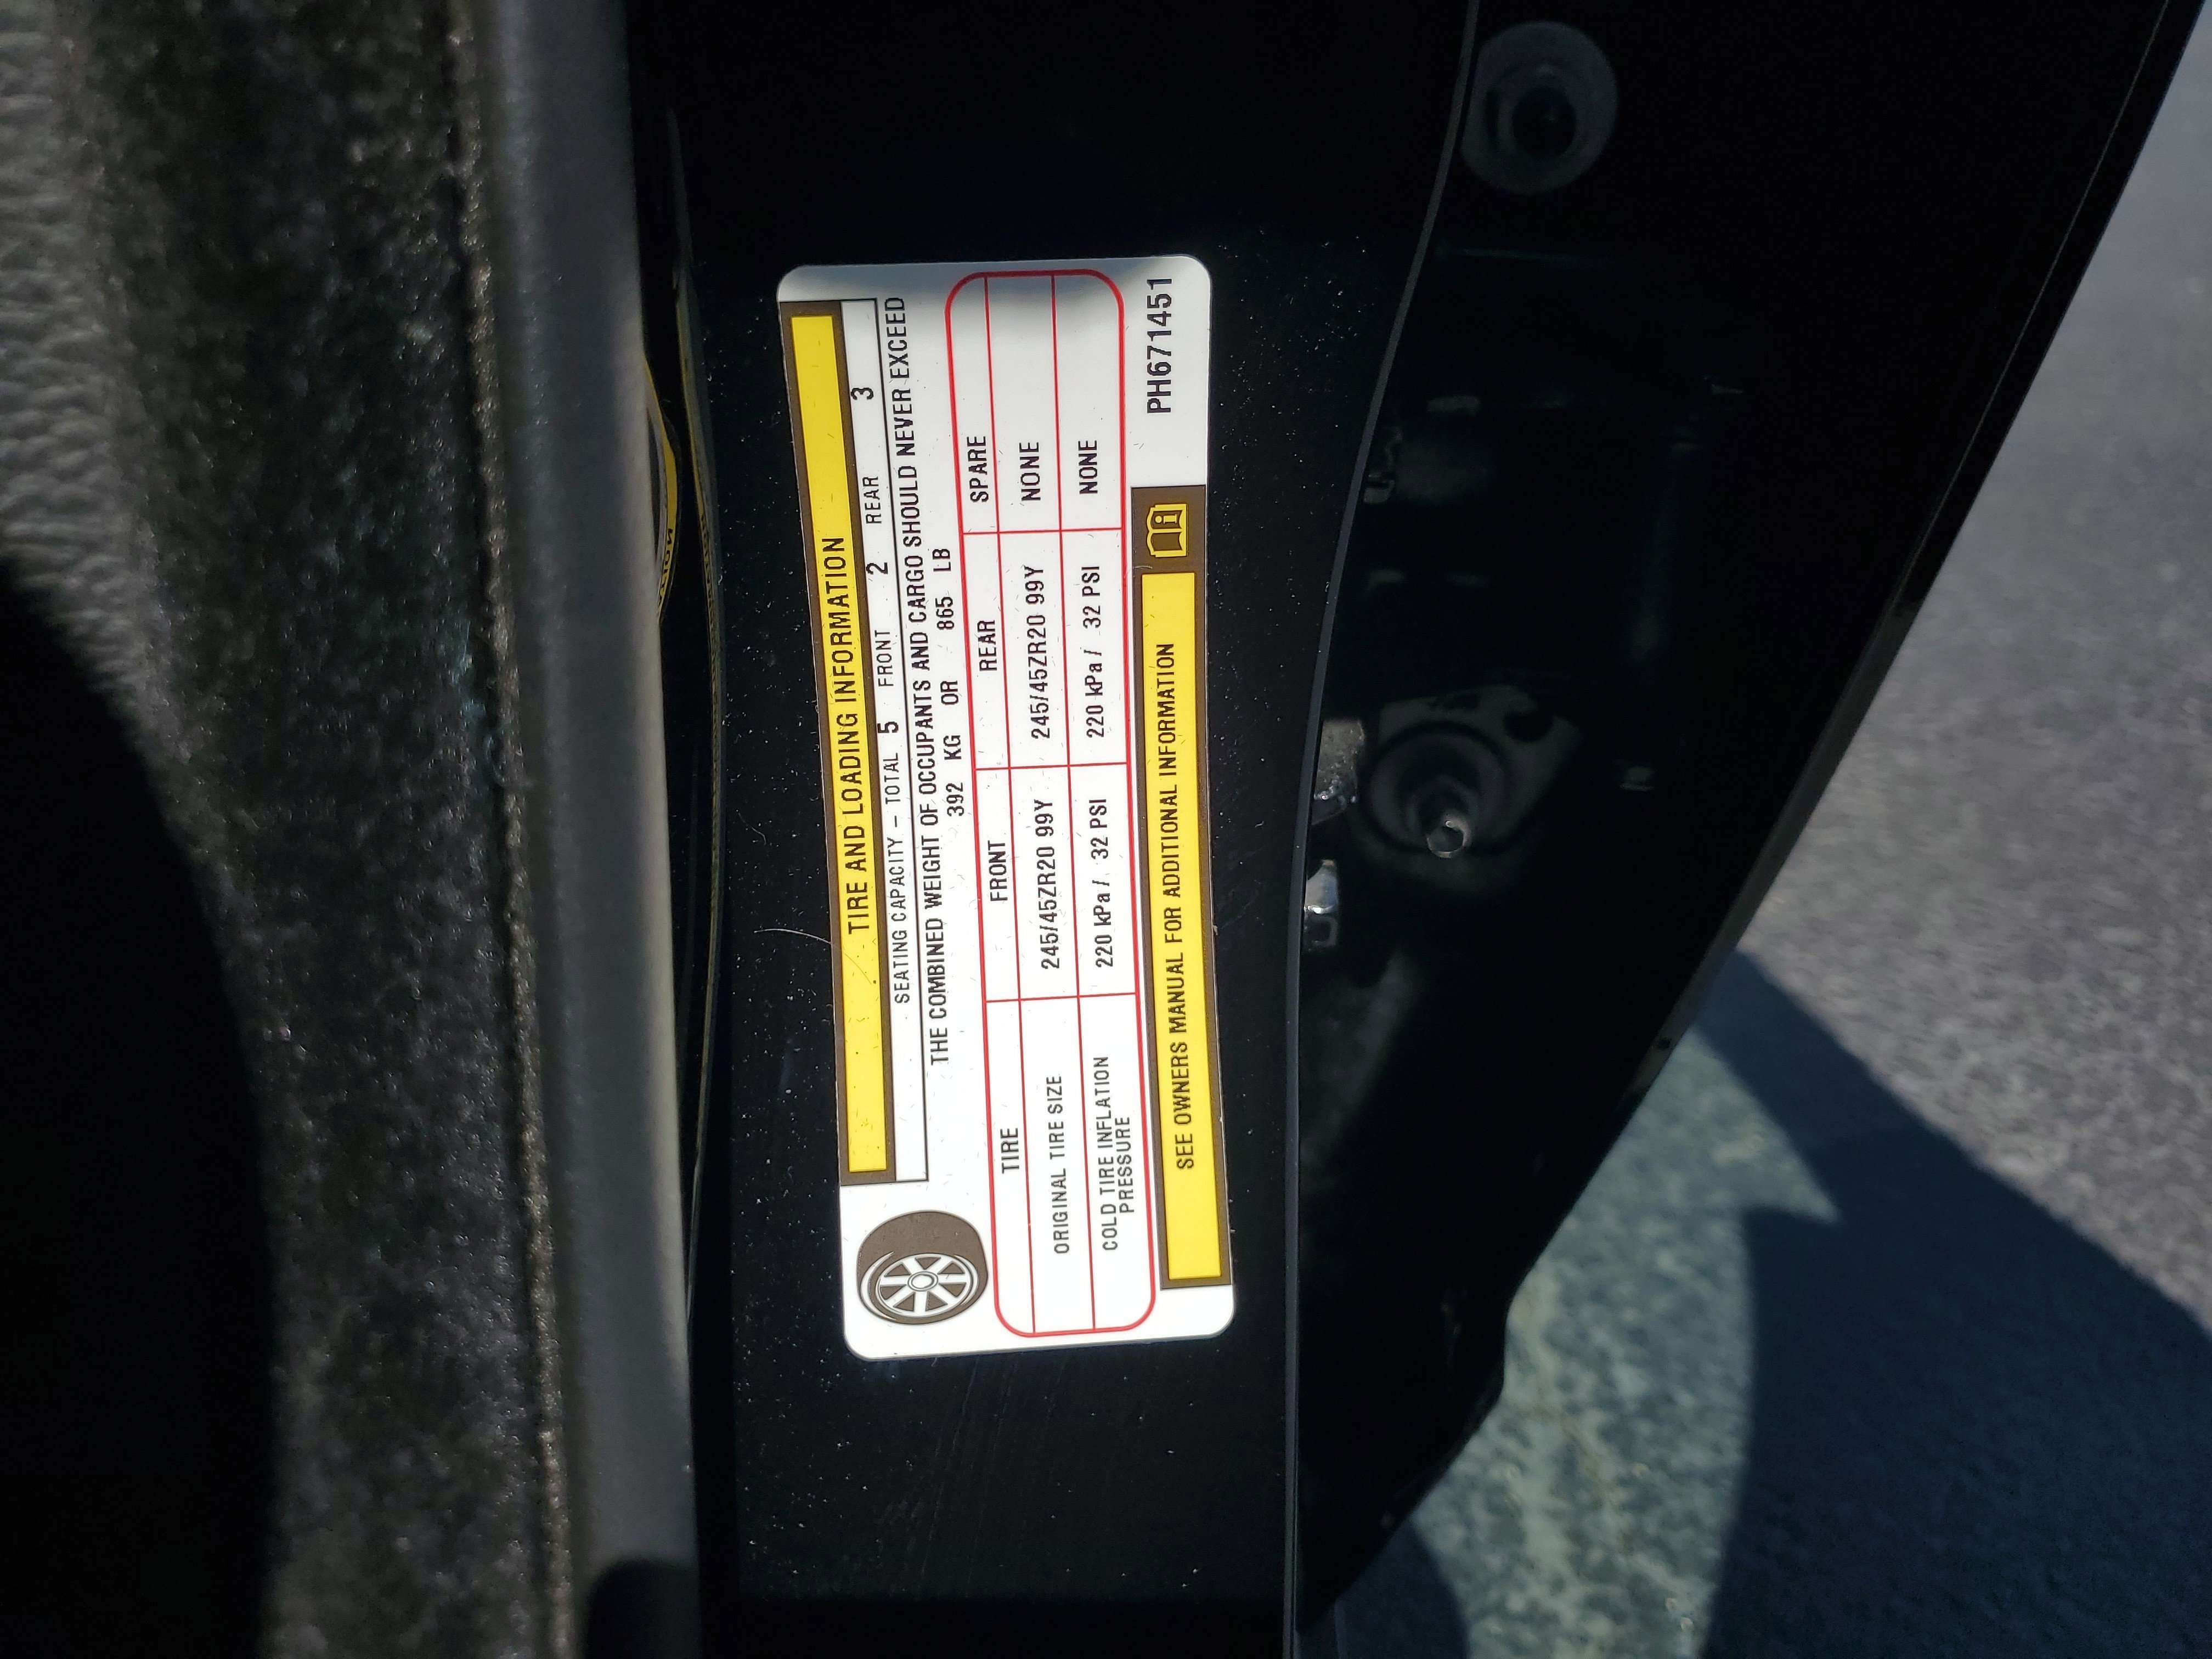 TIRE AND LOADING INFORMATION
SEATING CAPACITY - TOTAL 5 FRONT 2 REAR 3
THE COMBINED WEIGHT OF OCCUPANTS AND CARGO SHOULD NEVER EXCEED
392 KG OR 865 LB
TIRE FRONT REAR SPARE
ORIGINAL TIRE SIZE 245/45ZR20 99Y 245/45ZR20 99Y NONE
COLD TIRE INFLATION PRESSURE 220 kPa / 32 PSI 220 kPa / 32 PSI NONE
SEE OWNERS MANUAL FOR ADDITIONAL INFORMATION
PH671451